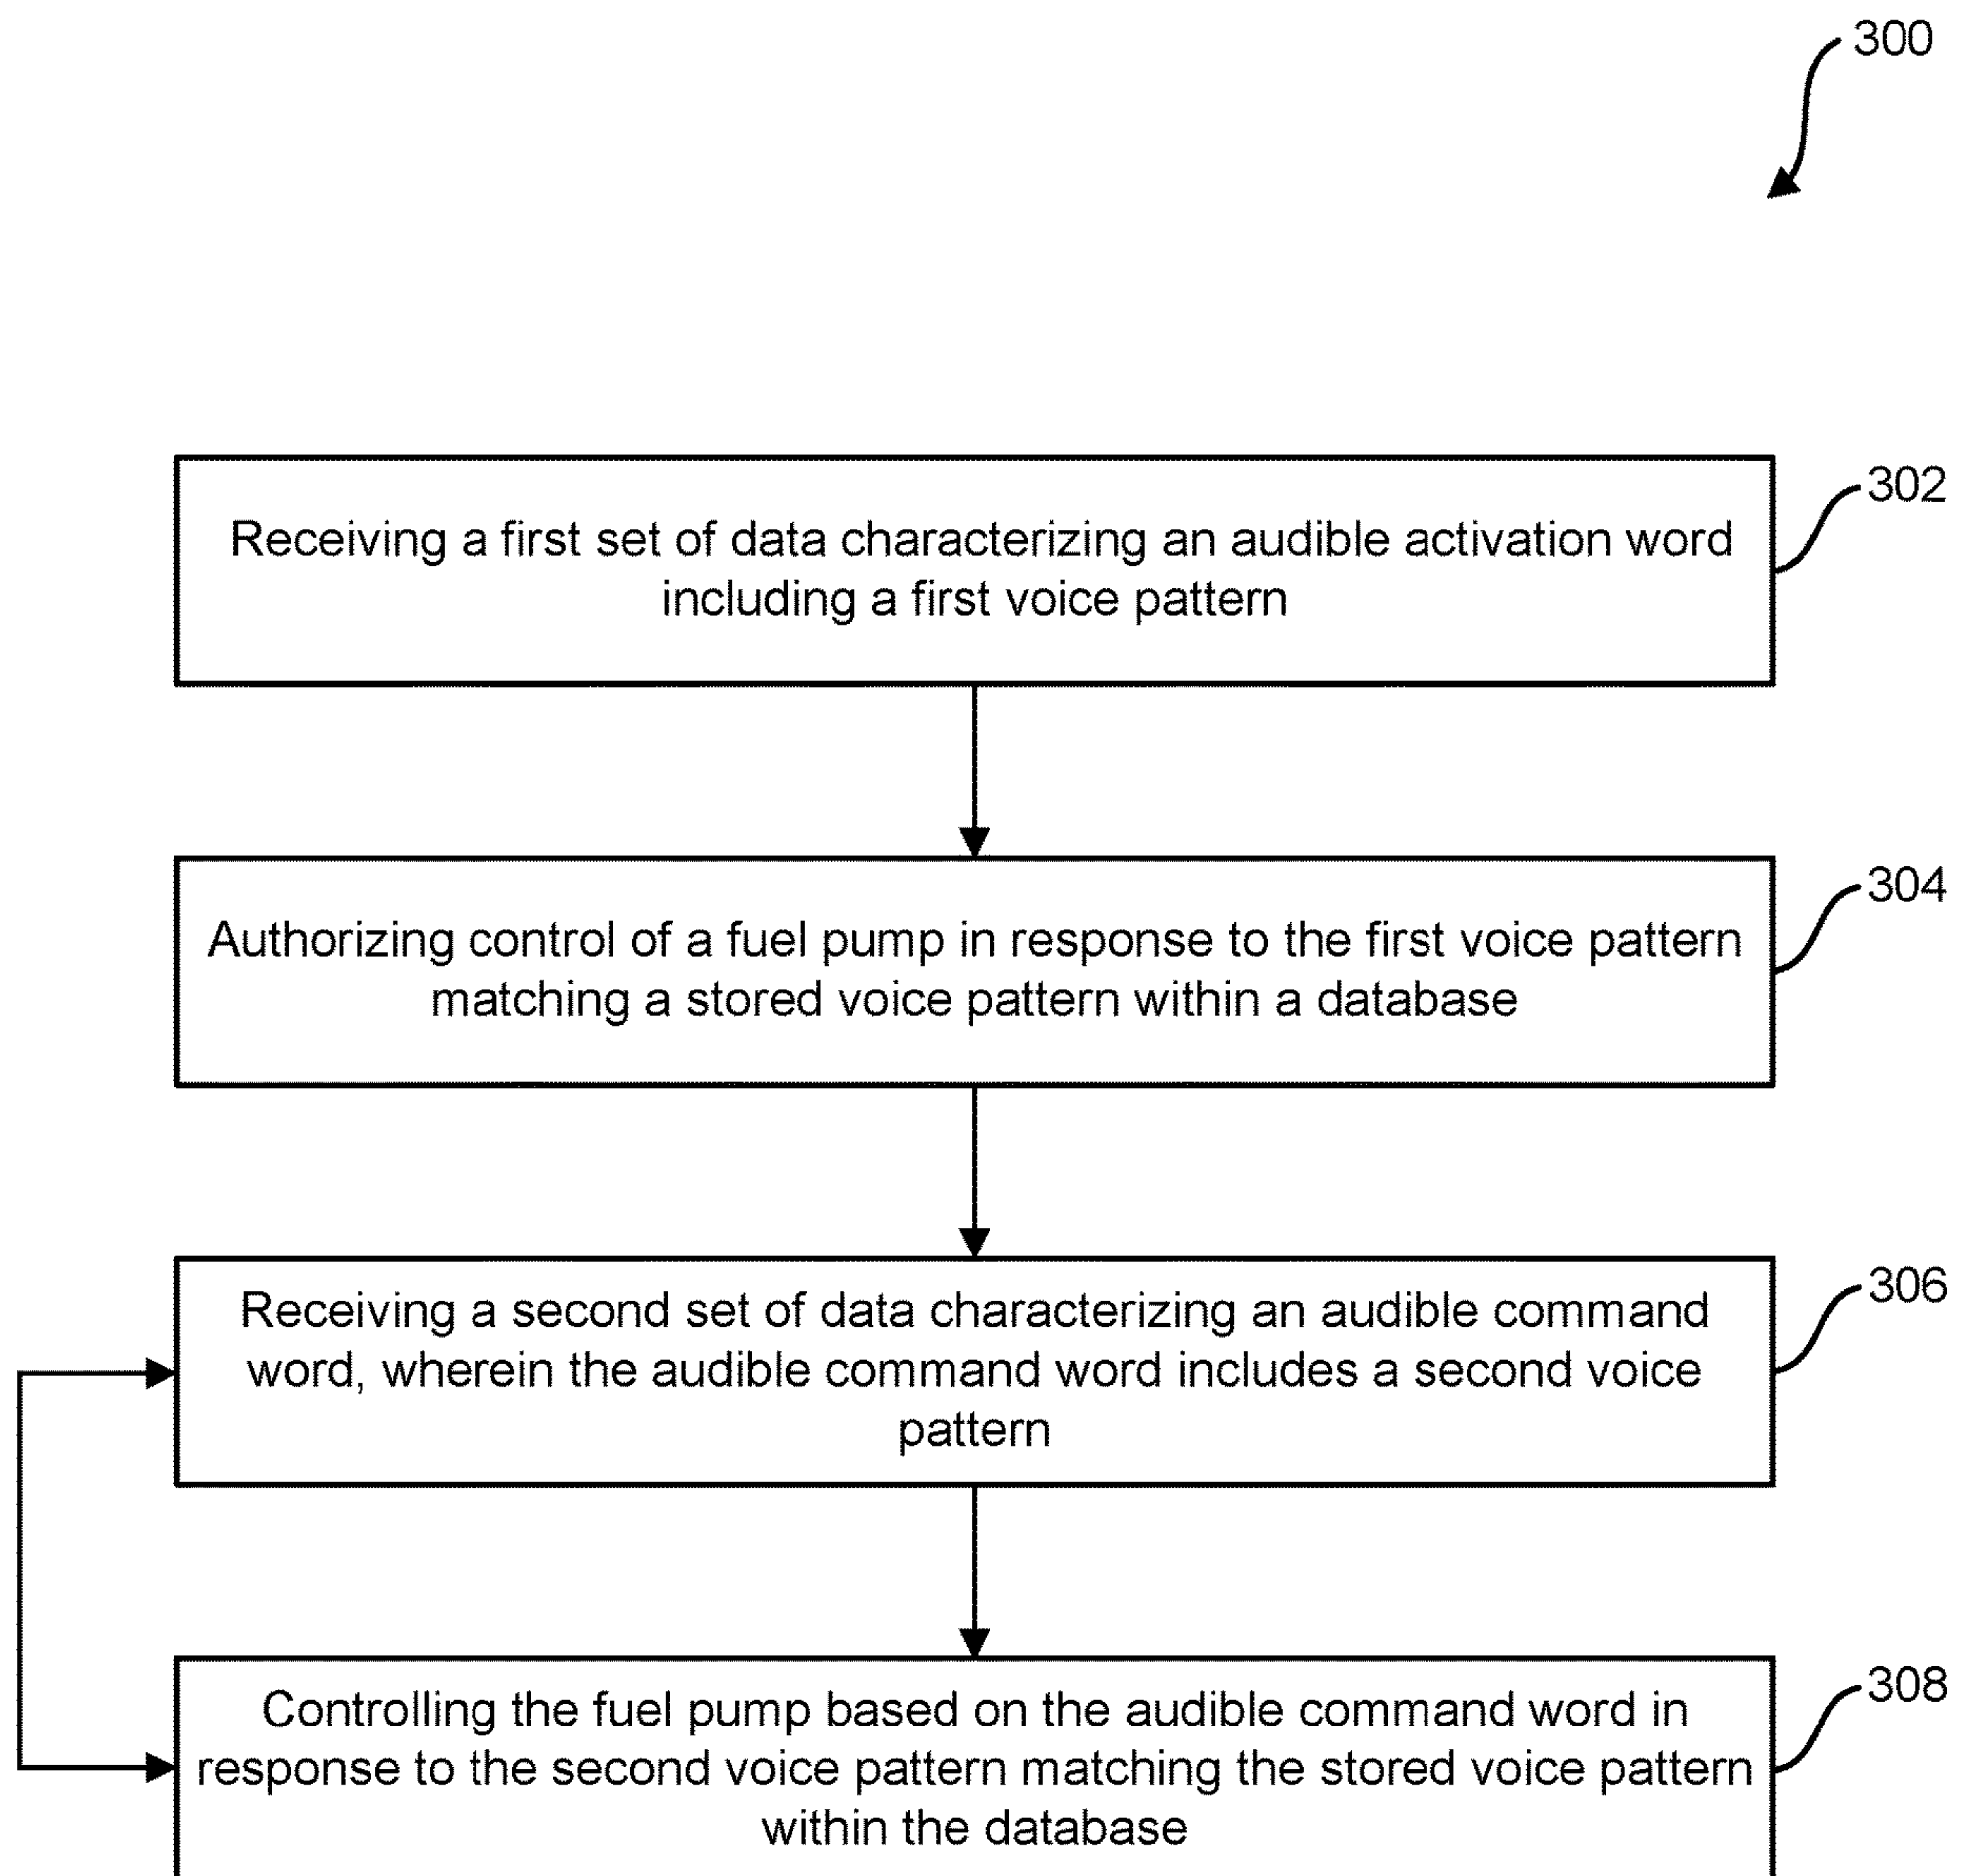 300
302
Receiving a first set of data characterizing an audible activation word
including a first voice pattern
304
Authorizing control of a fuel pump in response to the first voice pattern
matching a stored voice pattern within a database
306
Receiving a second set of data characterizing an audible command
word, wherein the audible command word includes a second voice
pattern
308
Controlling the fuel pump based on the audible command word in
response to the second voice pattern matching the stored voice pattern
within the database